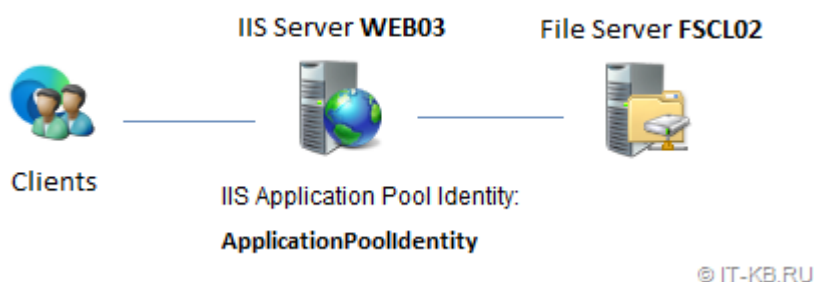 IIS Server WEB03
File Server FSCL02
Clients
IIS Application Pool Identity:
ApplicationPoolIdentity
© IT-KB.RU